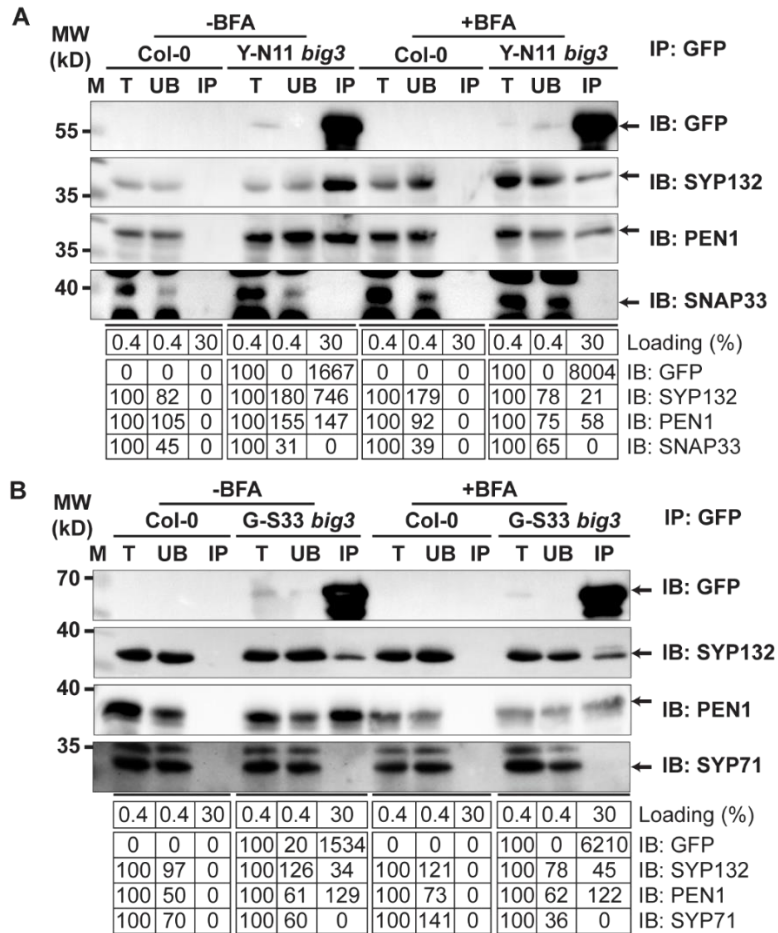 A
-BFA +BFA
MW (kD) Col-0 Y-N11 big3 Col-0 Y-N11 big3 IP: GFP
M T UB IP T UB IP T UB IP T UB IP
55 IB: GFP
35 IB: SYP132
35 IB: PEN1
40 IB: SNAP33
0.4 0.4 30 0.4 0.4 30 0.4 0.4 30 0.4 0.4 30 Loading (%)
0 0 0 100 0 1667 0 0 0 100 0 8004 IB: GFP
100 82 0 100 180 746 100 179 0 100 78 21 IB: SYP132
100 105 0 100 155 147 100 92 0 100 75 58 IB: PEN1
100 45 0 100 31 0 100 39 0 100 65 0 IB: SNAP33
B
-BFA +BFA
MW (kD) Col-0 G-S33 big3 Col-0 G-S33 big3 IP: GFP
M T UB IP T UB IP T UB IP T UB IP
70 IB: GFP
40 IB: SYP132
40 IB: PEN1
35 IB: SYP71
0.4 0.4 30 0.4 0.4 30 0.4 0.4 30 0.4 0.4 30 Loading (%)
0 0 0 100 20 1534 0 0 0 100 0 6210 IB: GFP
100 97 0 100 126 34 100 121 0 100 78 45 IB: SYP132
100 50 0 100 61 129 100 73 0 100 62 122 IB: PEN1
100 70 0 100 60 0 100 141 0 100 36 0 IB: SYP71